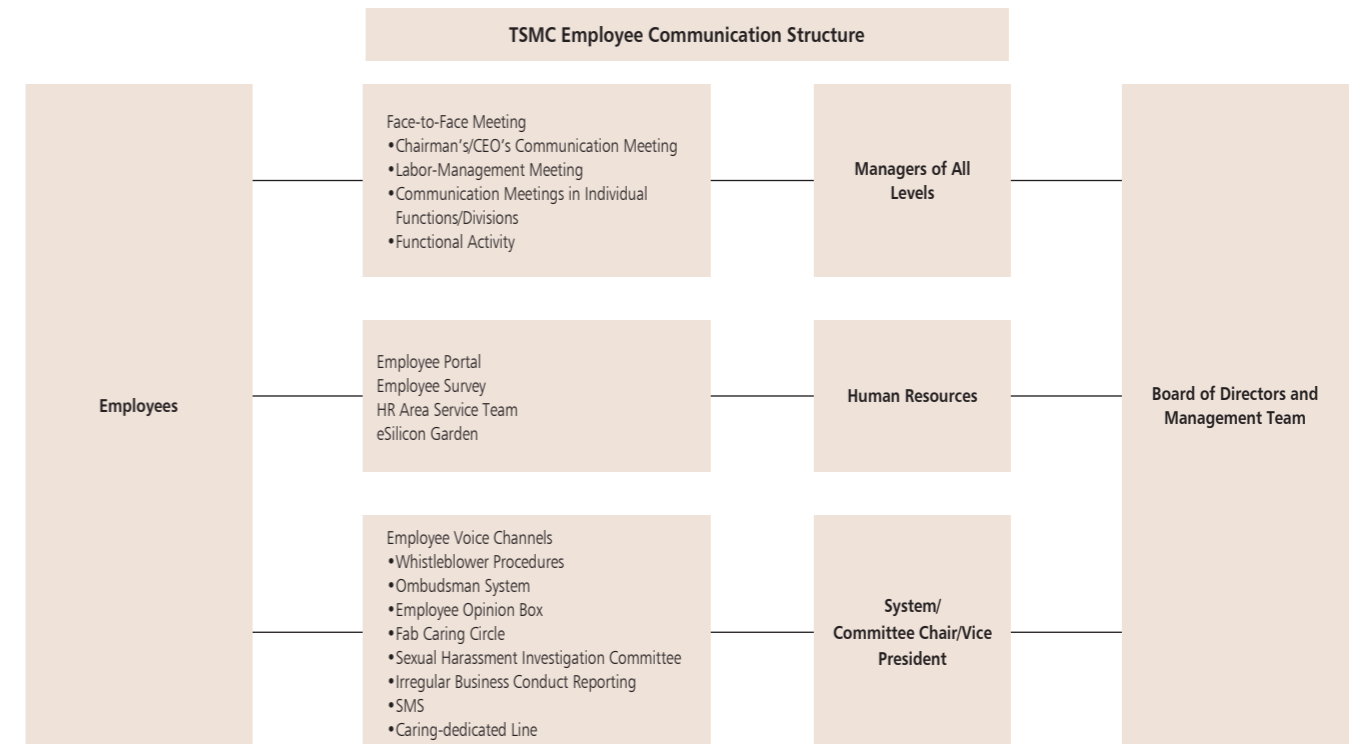 TSMC Employee Communication Structure
Employees
Face-to-Face Meeting
•Chairman's/CEO's Communication Meeting
•Labor-Management Meeting
•Communication Meetings in Individual
Functions/Divisions
•Functional Activity
Managers of All
Levels
Employee Portal
Employee Survey
HR Area Service Team
eSilicon Garden
Human Resources
Employee Voice Channels
•Whistleblower Procedures
•Ombudsman System
•Employee Opinion Box
•Fab Caring Circle
•Sexual Harassment Investigation Committee
•Irregular Business Conduct Reporting
•SMS
•Caring-dedicated Line
System/
Committee Chair/Vice
President
Board of Directors and
Management Team